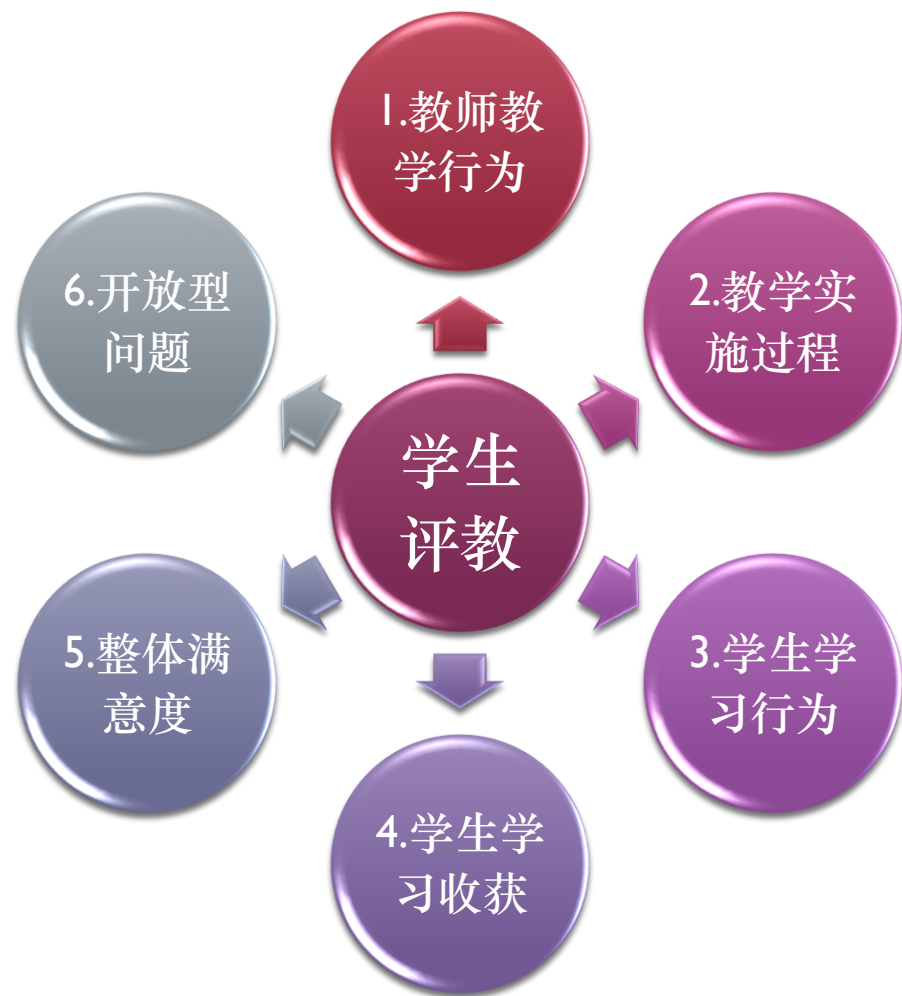 1.教师教
学行为
2.教学实
施过程
3.学生学
习行为
4.学生学
习收获
5.整体满
意度
6.开放型
问题
学生
评教